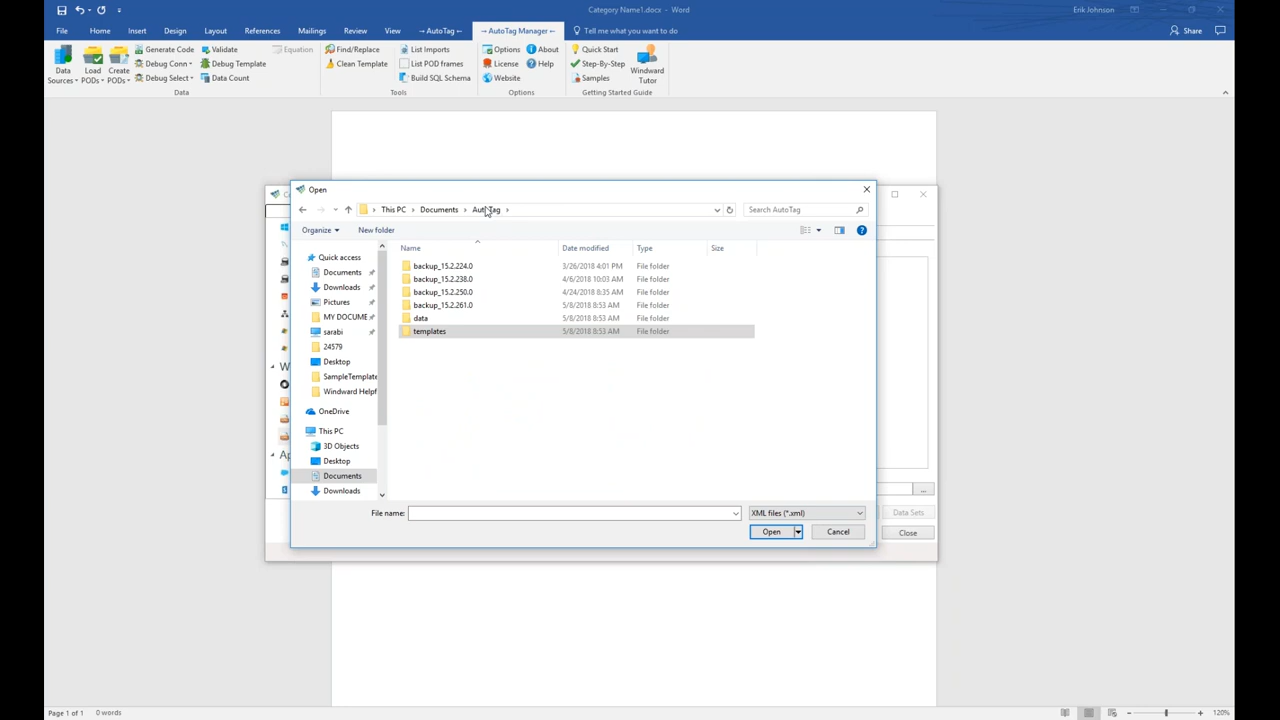 Category Name1.docx - Word
Erik Johnson
File Home Insert Design Layout References Mailings Review View → AutoTag ← → AutoTag Manager ← Tell me what you want to do
Share
Data Sources
Load PODs
Create PODs
Generate Code
Debug Conn
Debug Select
Validate
Debug Template
Data Count
Equation
Data
Find/Replace
Clean Template
List Imports
List POD frames
Build SQL Schema
Tools
Options
License
Website
About
Help
Options
Quick Start
Step-By-Step
Samples
Windward Tutor
Getting Started Guide
Open
This PC › Documents › AutoTag ›
Search AutoTag
Organize
New folder
Name Date modified Type Size
backup_15.2.224.0 3/26/2018 4:01 PM File folder
backup_15.2.238.0 4/6/2018 10:03 AM File folder
backup_15.2.250.0 4/24/2018 8:35 AM File folder
backup_15.2.261.0 5/8/2018 8:53 AM File folder
data 5/8/2018 8:53 AM File folder
templates 5/8/2018 8:53 AM File folder
Quick access
Documents
Downloads
Pictures
MY DOCUME
sarabi
24579
Desktop
SampleTemplate
Windward Helpf
OneDrive
This PC
3D Objects
Desktop
Documents
Downloads
File name:
XML files (*.xml)
Open
Cancel
...
Data Sets
Close
Page 1 of 1 0 words
120%